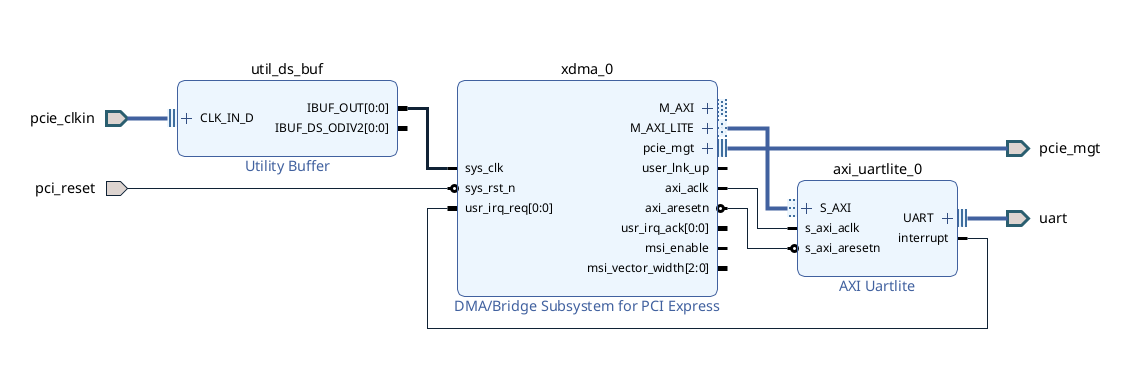 util_ds_buf
xdma_0
IBUF_OUT[0:0]
M_AXI
pcie_clkin
CLK_IN_D
IBUF_DS_ODIV2[0:0]
M_AXI_LITE
pcie_mgt
pcie_mgt
Utility Buffer
sys_clk
user_lnk_up
axi_uartlite_0
pci_reset
sys_rst_n
axi_aclk
usr_irq_req[0:0]
axi_aresetn
S_AXI
UART
uart
usr_irq_ack[0:0]
s_axi_aclk
interrupt
msi_enable
s_axi_aresetn
msi_vector_width[2:0]
AXI Uartlite
DMA/Bridge Subsystem for PCI Express